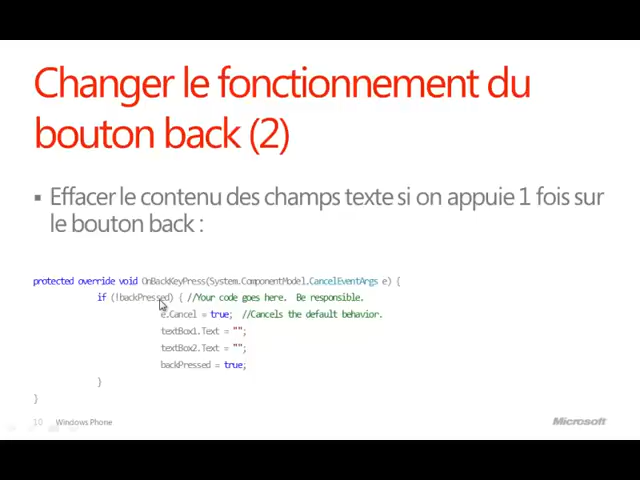 Changer le fonctionnement du
bouton back (2)
▪ Effacer le contenu des champs texte si on appuie 1 fois sur
le bouton back :
protected override void OnBackKeyPress(System.ComponentModel.CancelEventArgs e) {
if (!backPressed) { //Your code goes here. Be responsible.
e.Cancel = true; //Cancels the default behavior.
textBox1.Text = "";
textBox2.Text = "";
backPressed = true;
}
}
10 Windows Phone
Microsoft